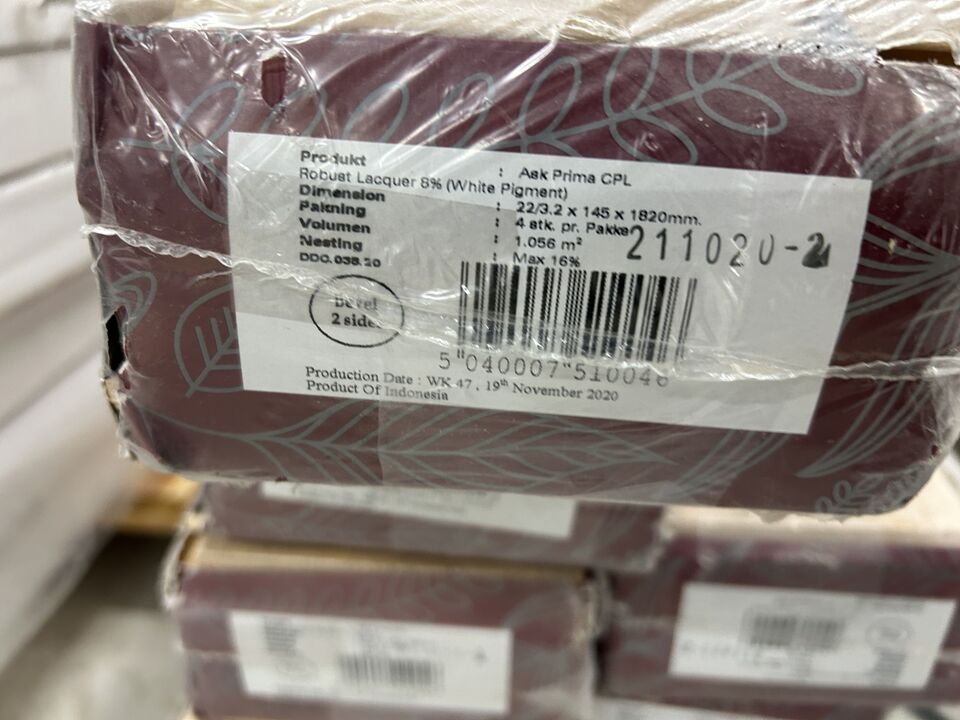 Produkt : Ask Prima CPL
Robust Lacquer 8% (White Pigment)
Dimension : 22/3.2 x 145 x 1820mm.
Pakning : 4 stk. pr. Pakke
Volumen : 1.056 m²
Nesting : Max 16%
DDO.038.20
211020-2
Bevel
2 side
5 040007 510046
Production Date : WK 47, 19th November 2020
Product Of Indonesia